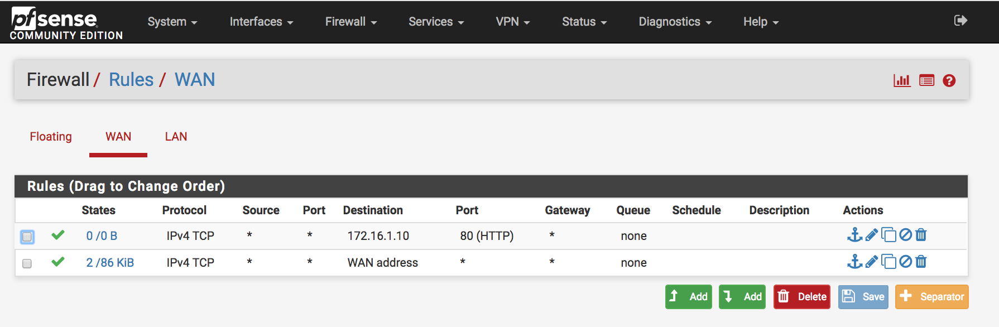 pfsense
COMMUNITY EDITION
System Interfaces Firewall Services VPN Status Diagnostics Help
Firewall / Rules / WAN
Floating WAN LAN
Rules (Drag to Change Order)
States Protocol Source Port Destination Port Gateway Queue Schedule Description Actions
0 /0 B IPv4 TCP * * 172.16.1.10 80 (HTTP) * none
2 /86 KiB IPv4 TCP * * WAN address * * none
Add Add Delete Save Separator